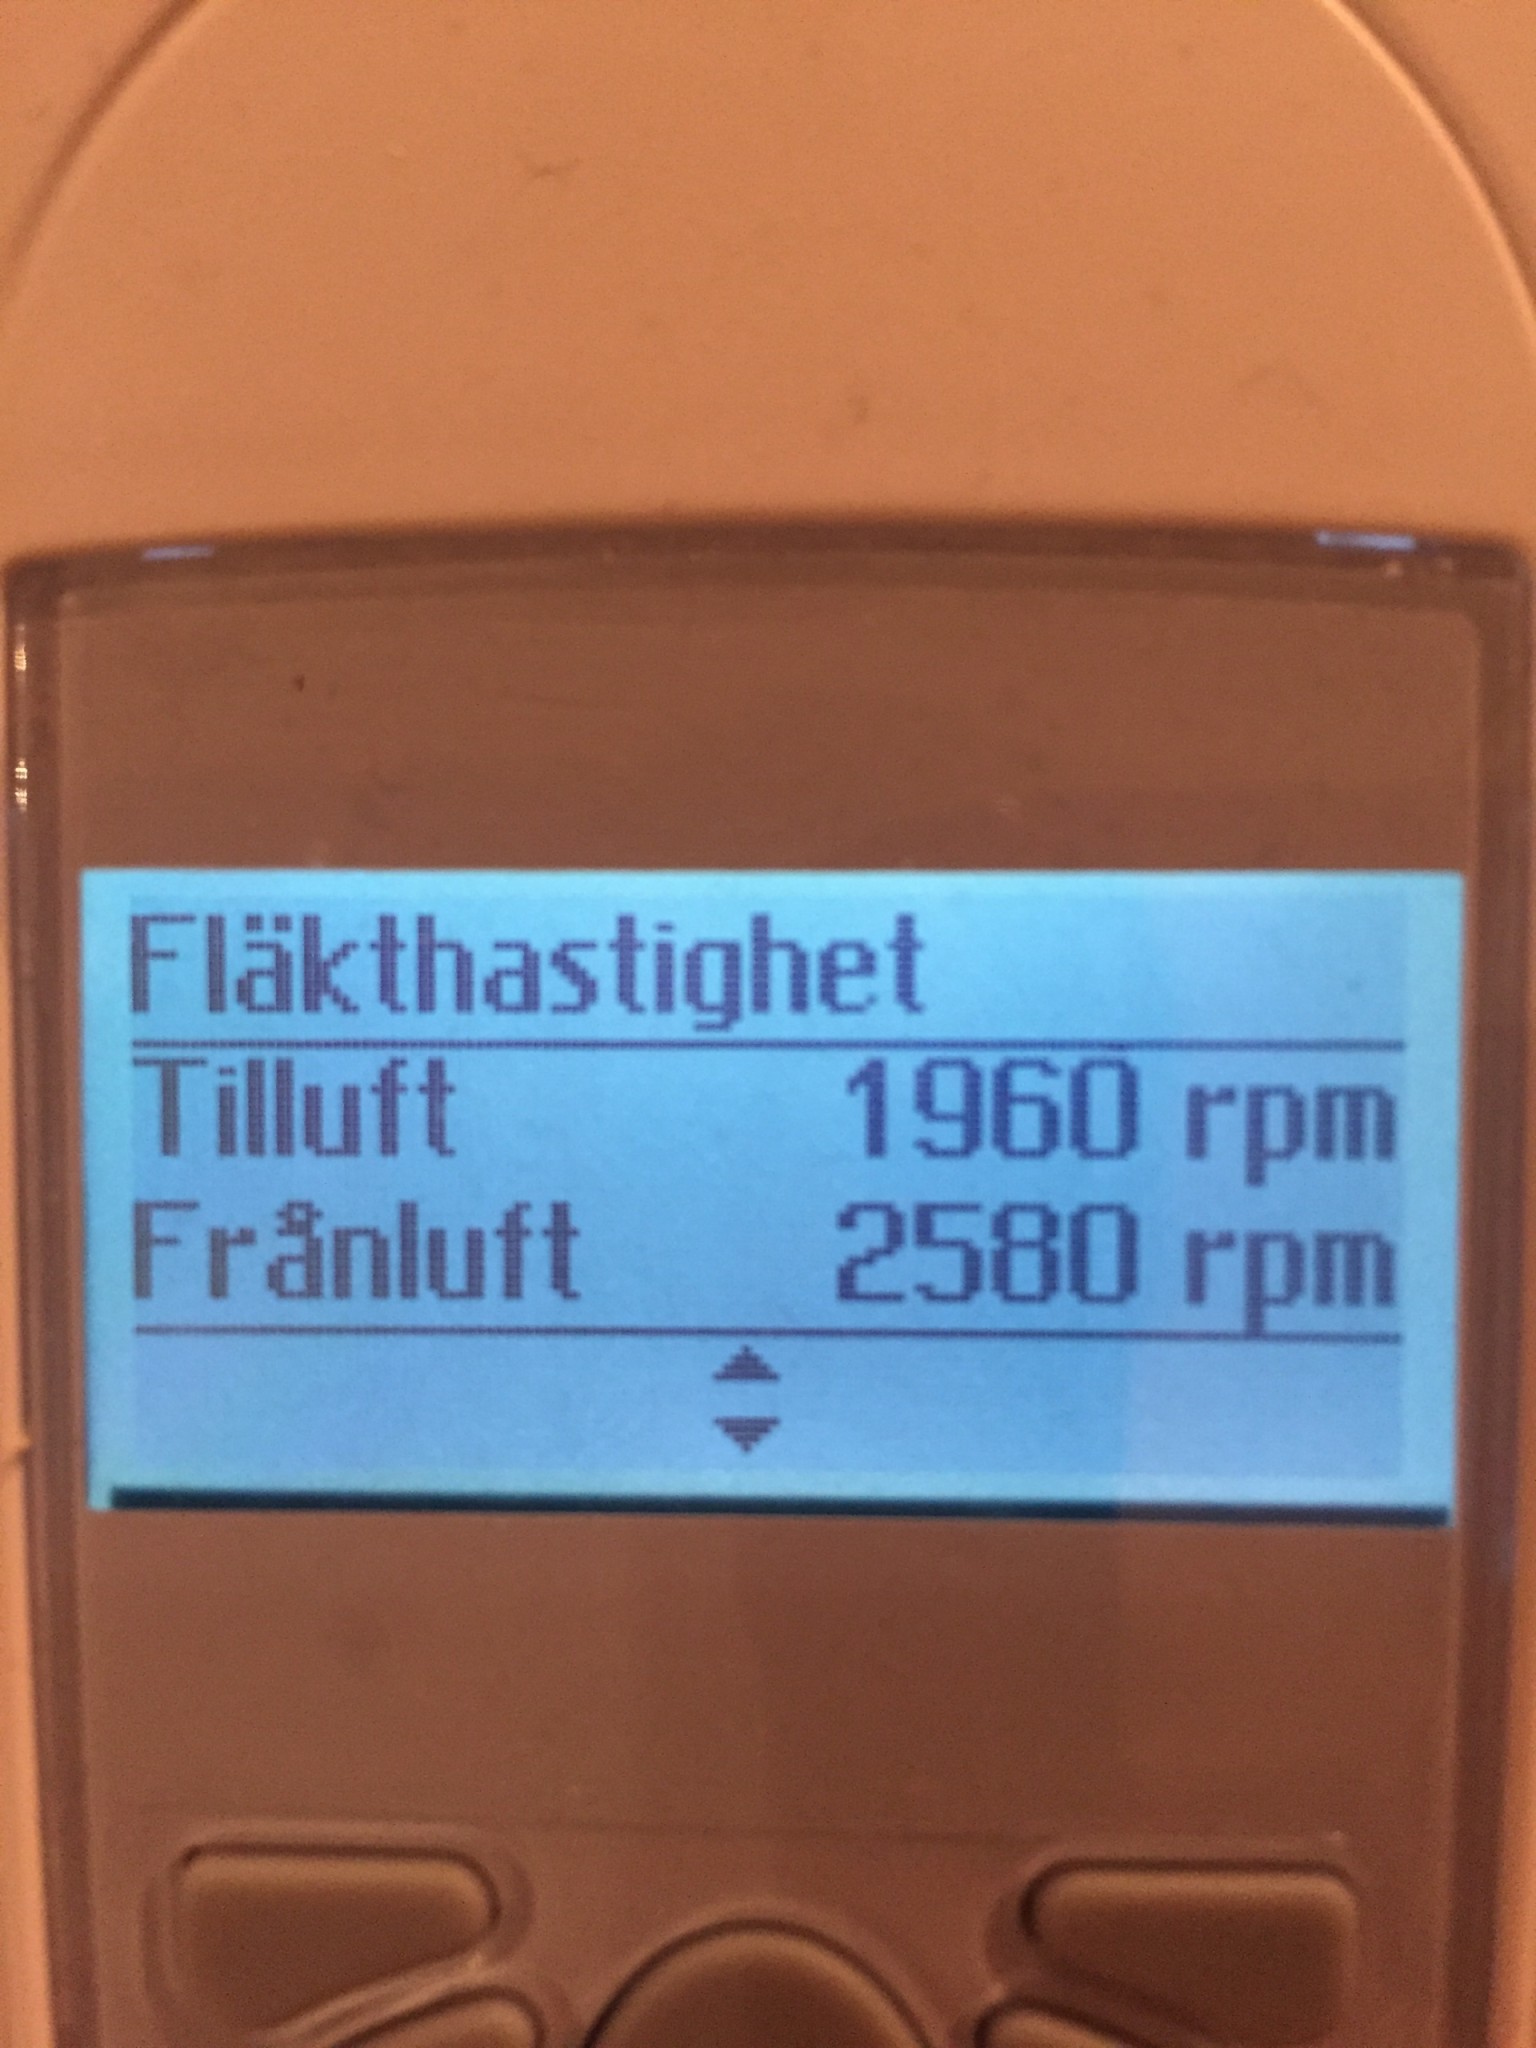 Fläkthastighet
Tilluft 1960 rpm
Frånluft 2580 rpm